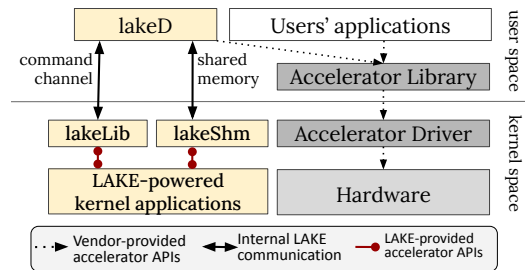 lakeD
Users' applications
command
channel
shared
memory
Accelerator Library
user space
lakeLib
lakeShm
Accelerator Driver
kernel space
LAKE-powered
kernel applications
Hardware
Vendor-provided
accelerator APIs
Internal LAKE
communication
LAKE-provided
accelerator APIs